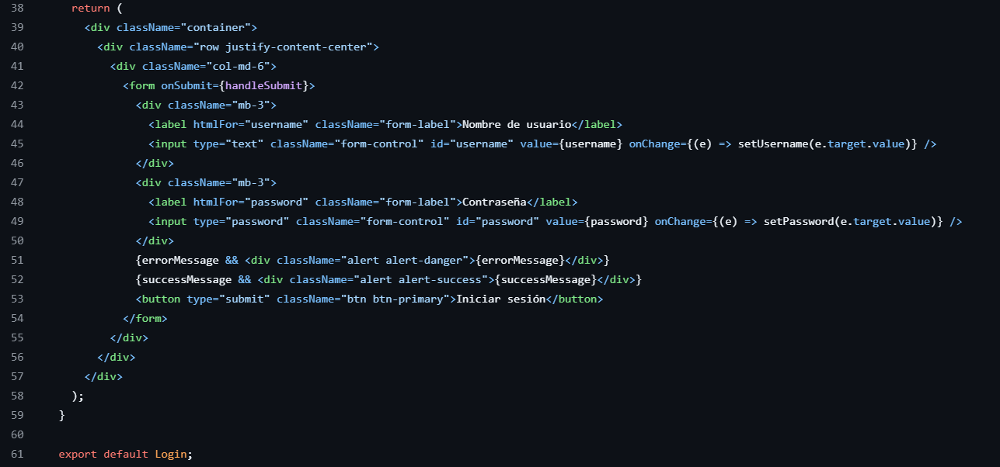 38 return (
39 <div className="container">
40 <div className="row justify-content-center">
41 <div className="col-md-6">
42 <form onSubmit={handleSubmit}>
43 <div className="mb-3">
44 <label htmlFor="username" className="form-label">Nombre de usuario</label>
45 <input type="text" className="form-control" id="username" value={username} onChange={(e) => setUsername(e.target.value)} />
46 </div>
47 <div className="mb-3">
48 <label htmlFor="password" className="form-label">Contraseña</label>
49 <input type="password" className="form-control" id="password" value={password} onChange={(e) => setPassword(e.target.value)} />
50 </div>
51 {errorMessage && <div className="alert alert-danger">{errorMessage}</div>}
52 {successMessage && <div className="alert alert-success">{successMessage}</div>}
53 <button type="submit" className="btn btn-primary">Iniciar sesión</button>
54 </form>
55 </div>
56 </div>
57 </div>
58 );
59 }
60
61 export default Login;